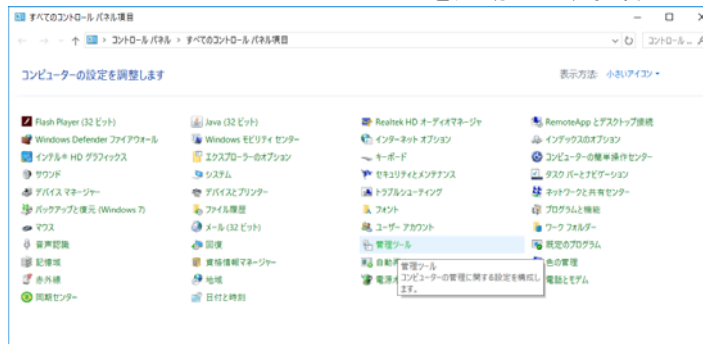 すべてのコントロール パネル項目
コントロール パネル > すべてのコントロール パネル項目
コントロール ...
コンピューターの設定を調整します
表示方法: 小さいアイコン
Flash Player (32 ビット)
Java (32 ビット)
Realtek HD オーディオマネージャ
RemoteApp とデスクトップ接続
Windows Defender ファイアウォール
Windows モビリティ センター
インターネット オプション
インデックスのオプション
インテル® HD グラフィックス
エクスプローラーのオプション
キーボード
コンピューターの簡単操作センター
サウンド
システム
セキュリティとメンテナンス
タスク バーとナビゲーション
デバイス マネージャー
デバイスとプリンター
トラブルシューティング
ネットワークと共有センター
バックアップと復元 (Windows 7)
ファイル履歴
フォント
プログラムと機能
マウス
メール (32 ビット)
ユーザー アカウント
ワーク フォルダー
音声認識
回復
管理ツール
既定のプログラム
記憶域
資格情報マネージャー
自動
色の管理
赤外線
地域
電源
電話とモデム
同期センター
日付と時刻
管理ツール
コンピューターの管理に関する設定を構成し
ます。